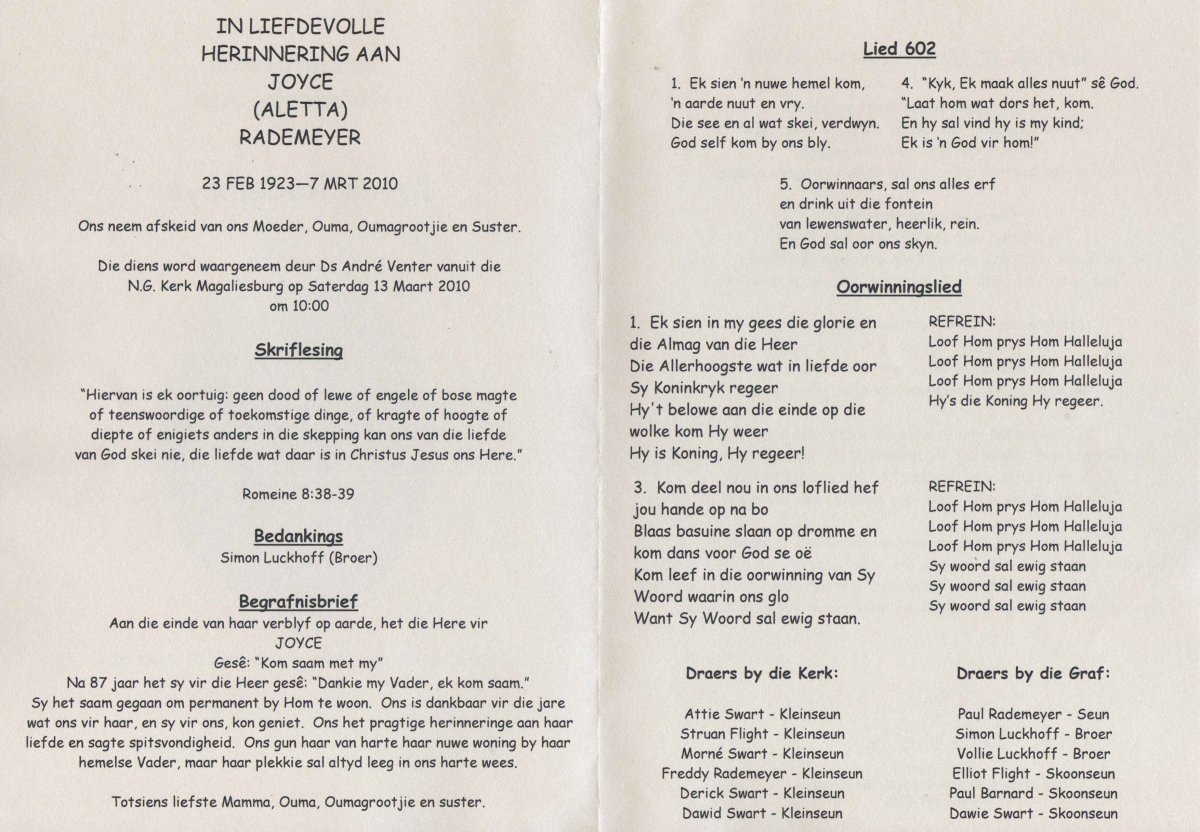 IN LIEFDEVOLLE
HERINNERING AAN
JOYCE
(ALETTA)
RADEMEYER
23 FEB 1923—7 MRT 2010
Ons neem afskeid van ons Moeder, Ouma, Oumagrootjie en Suster.
Die diens word waargeneem deur Ds André Venter vanuit die
N.G. Kerk Magaliesburg op Saterdag 13 Maart 2010
om 10:00
Skriflesing
“Hiervan is ek oortuig: geen dood of lewe of engele of bose magte
of teenswoordige of toekomstige dinge, of kragte of hoogte of
diepte of enigiets anders in die skepping kan ons van die liefde
van God skei nie, die liefde wat daar is in Christus Jesus ons Here.”
Romeine 8:38-39
Bedankings
Simon Luckhoff (Broer)
Begrafnisbrief
Aan die einde van haar verblyf op aarde, het die Here vir
JOYCE
Gesê: “Kom saam met my”
Na 87 jaar het sy vir die Heer gesê: “Dankie my Vader, ek kom saam.”
Sy het saam gegaan om permanent by Hom te woon. Ons is dankbaar vir die jare
wat ons vir haar, en sy vir ons, kon geniet. Ons het pragtige herinneringe aan haar
liefde en sagte spitsvondigheid. Ons gun haar van harte haar nuwe woning by haar
hemelse Vader, maar haar plekkie sal altyd leeg in ons harte wees.
Totsiens liefste Mamma, Ouma, Oumagrootjie en suster.
Lied 602
1. Ek sien ‘n nuwe hemel kom,
‘n aarde nuut en vry.
Die see en al wat skei, verdwyn.
God self kom by ons bly.
4. “Kyk, Ek maak alles nuut” sê God.
“Laat hom wat dors het, kom.
En hy sal vind hy is my kind;
Ek is ‘n God vir hom!”
5. Oorwinnaars, sal ons alles erf
en drink uit die fontein
van lewenswater, heerlik, rein.
En God sal oor ons skyn.
Oorwinningslied
1. Ek sien in my gees die glorie en
die Almag van die Heer
Die Allerhoogste wat in liefde oor
Sy Koninkryk regeer
Hy't belowe aan die einde op die
wolke kom Hy weer
Hy is Koning, Hy regeer!
REFREIN:
Loof Hom prys Hom Halleluja
Loof Hom prys Hom Halleluja
Loof Hom prys Hom Halleluja
Hy’s die Koning Hy regeer.
3. Kom deel nou in ons loflied hef
jou hande op na bo
Blaas basuine slaan op dromme en
kom dans voor God se oë
Kom leef in die oorwinning van Sy
Woord waarin ons glo
Want Sy Woord sal ewig staan.
REFREIN:
Loof Hom prys Hom Halleluja
Loof Hom prys Hom Halleluja
Loof Hom prys Hom Halleluja
Sy woord sal ewig staan
Sy woord sal ewig staan
Sy woord sal ewig staan
Draers by die Kerk:
Attie Swart - Kleinseun
Struan Flight - Kleinseun
Morné Swart - Kleinseun
Freddy Rademeyer - Kleinseun
Derick Swart - Kleinseun
Dawid Swart - Kleinseun
Draers by die Graf:
Paul Rademeyer - Seun
Simon Luckhoff - Broer
Vollie Luckhoff - Broer
Elliot Flight - Skoonseun
Paul Barnard - Skoonseun
Dawie Swart - Skoonseun